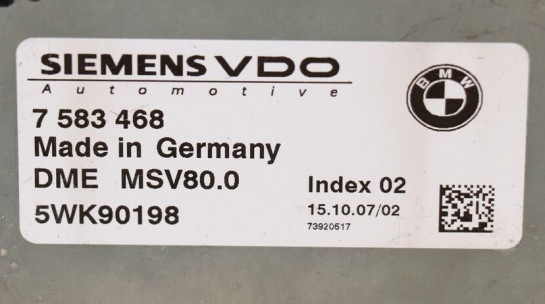 SIEMENS VDO
Automotive
BMW
7 583 468
Made in Germany
DME MSV80.0
Index 02
5WK90198
15.10.07/02
73920517